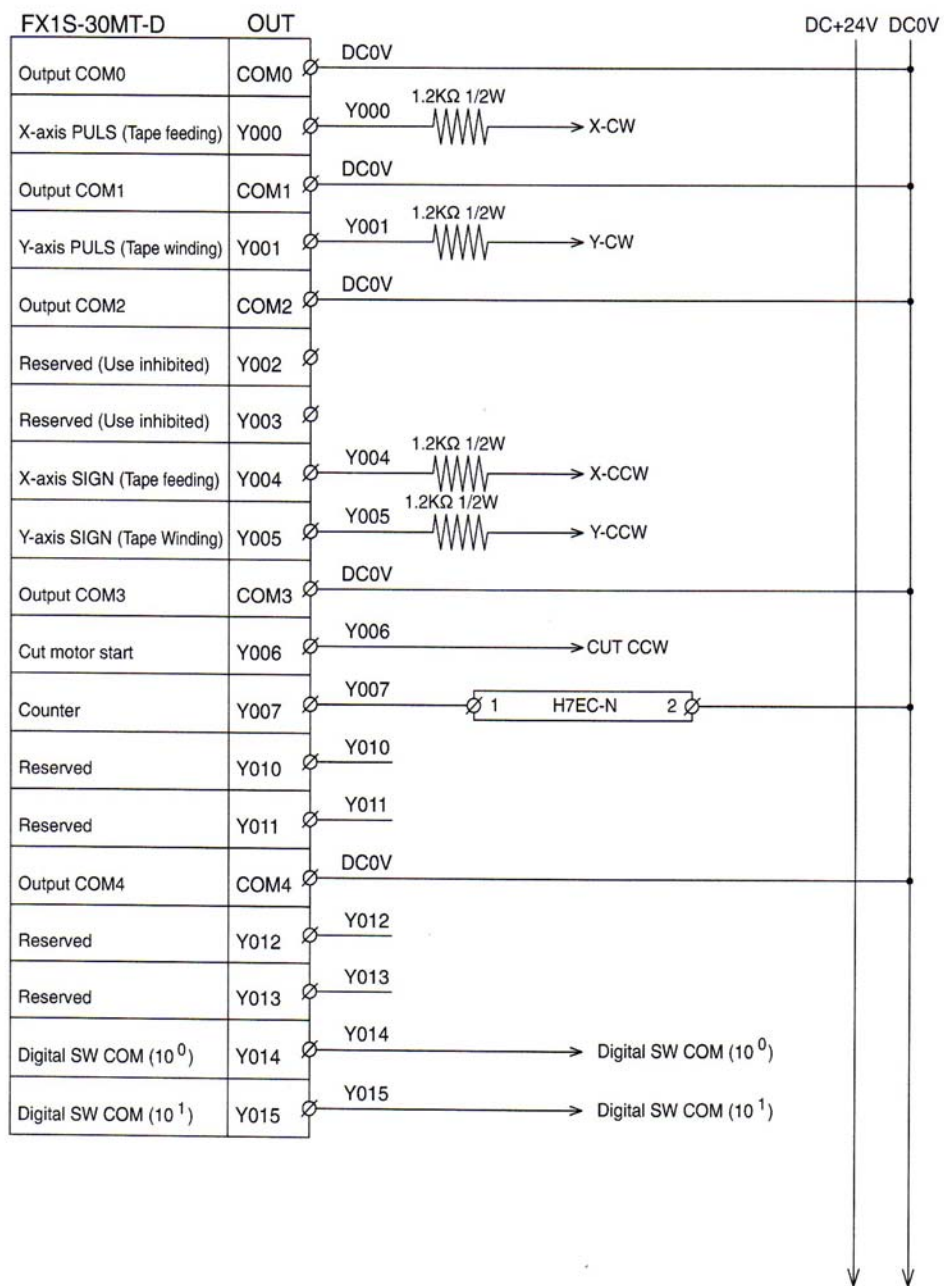 FX1S-30MT-D OUT DC+24V DC0V
Output COM0 COM0 DC0V
1.2KΩ 1/2W
X-axis PULS (Tape feeding) Y000 Y000 X-CW
Output COM1 COM1 DC0V
1.2KΩ 1/2W
Y-axis PULS (Tape winding) Y001 Y001 Y-CW
Output COM2 COM2 DC0V
Reserved (Use inhibited) Y002
Reserved (Use inhibited) Y003
1.2KΩ 1/2W
X-axis SIGN (Tape feeding) Y004 Y004 X-CCW
1.2KΩ 1/2W
Y-axis SIGN (Tape Winding) Y005 Y005 Y-CCW
Output COM3 COM3 DC0V
Cut motor start Y006 Y006 CUT CCW
Counter Y007 Y007 1 H7EC-N 2
Reserved Y010 Y010
Reserved Y011 Y011
Output COM4 COM4 DC0V
Reserved Y012 Y012
Reserved Y013 Y013
Digital SW COM (10⁰) Y014 Y014 Digital SW COM (10⁰)
Digital SW COM (10¹) Y015 Y015 Digital SW COM (10¹)